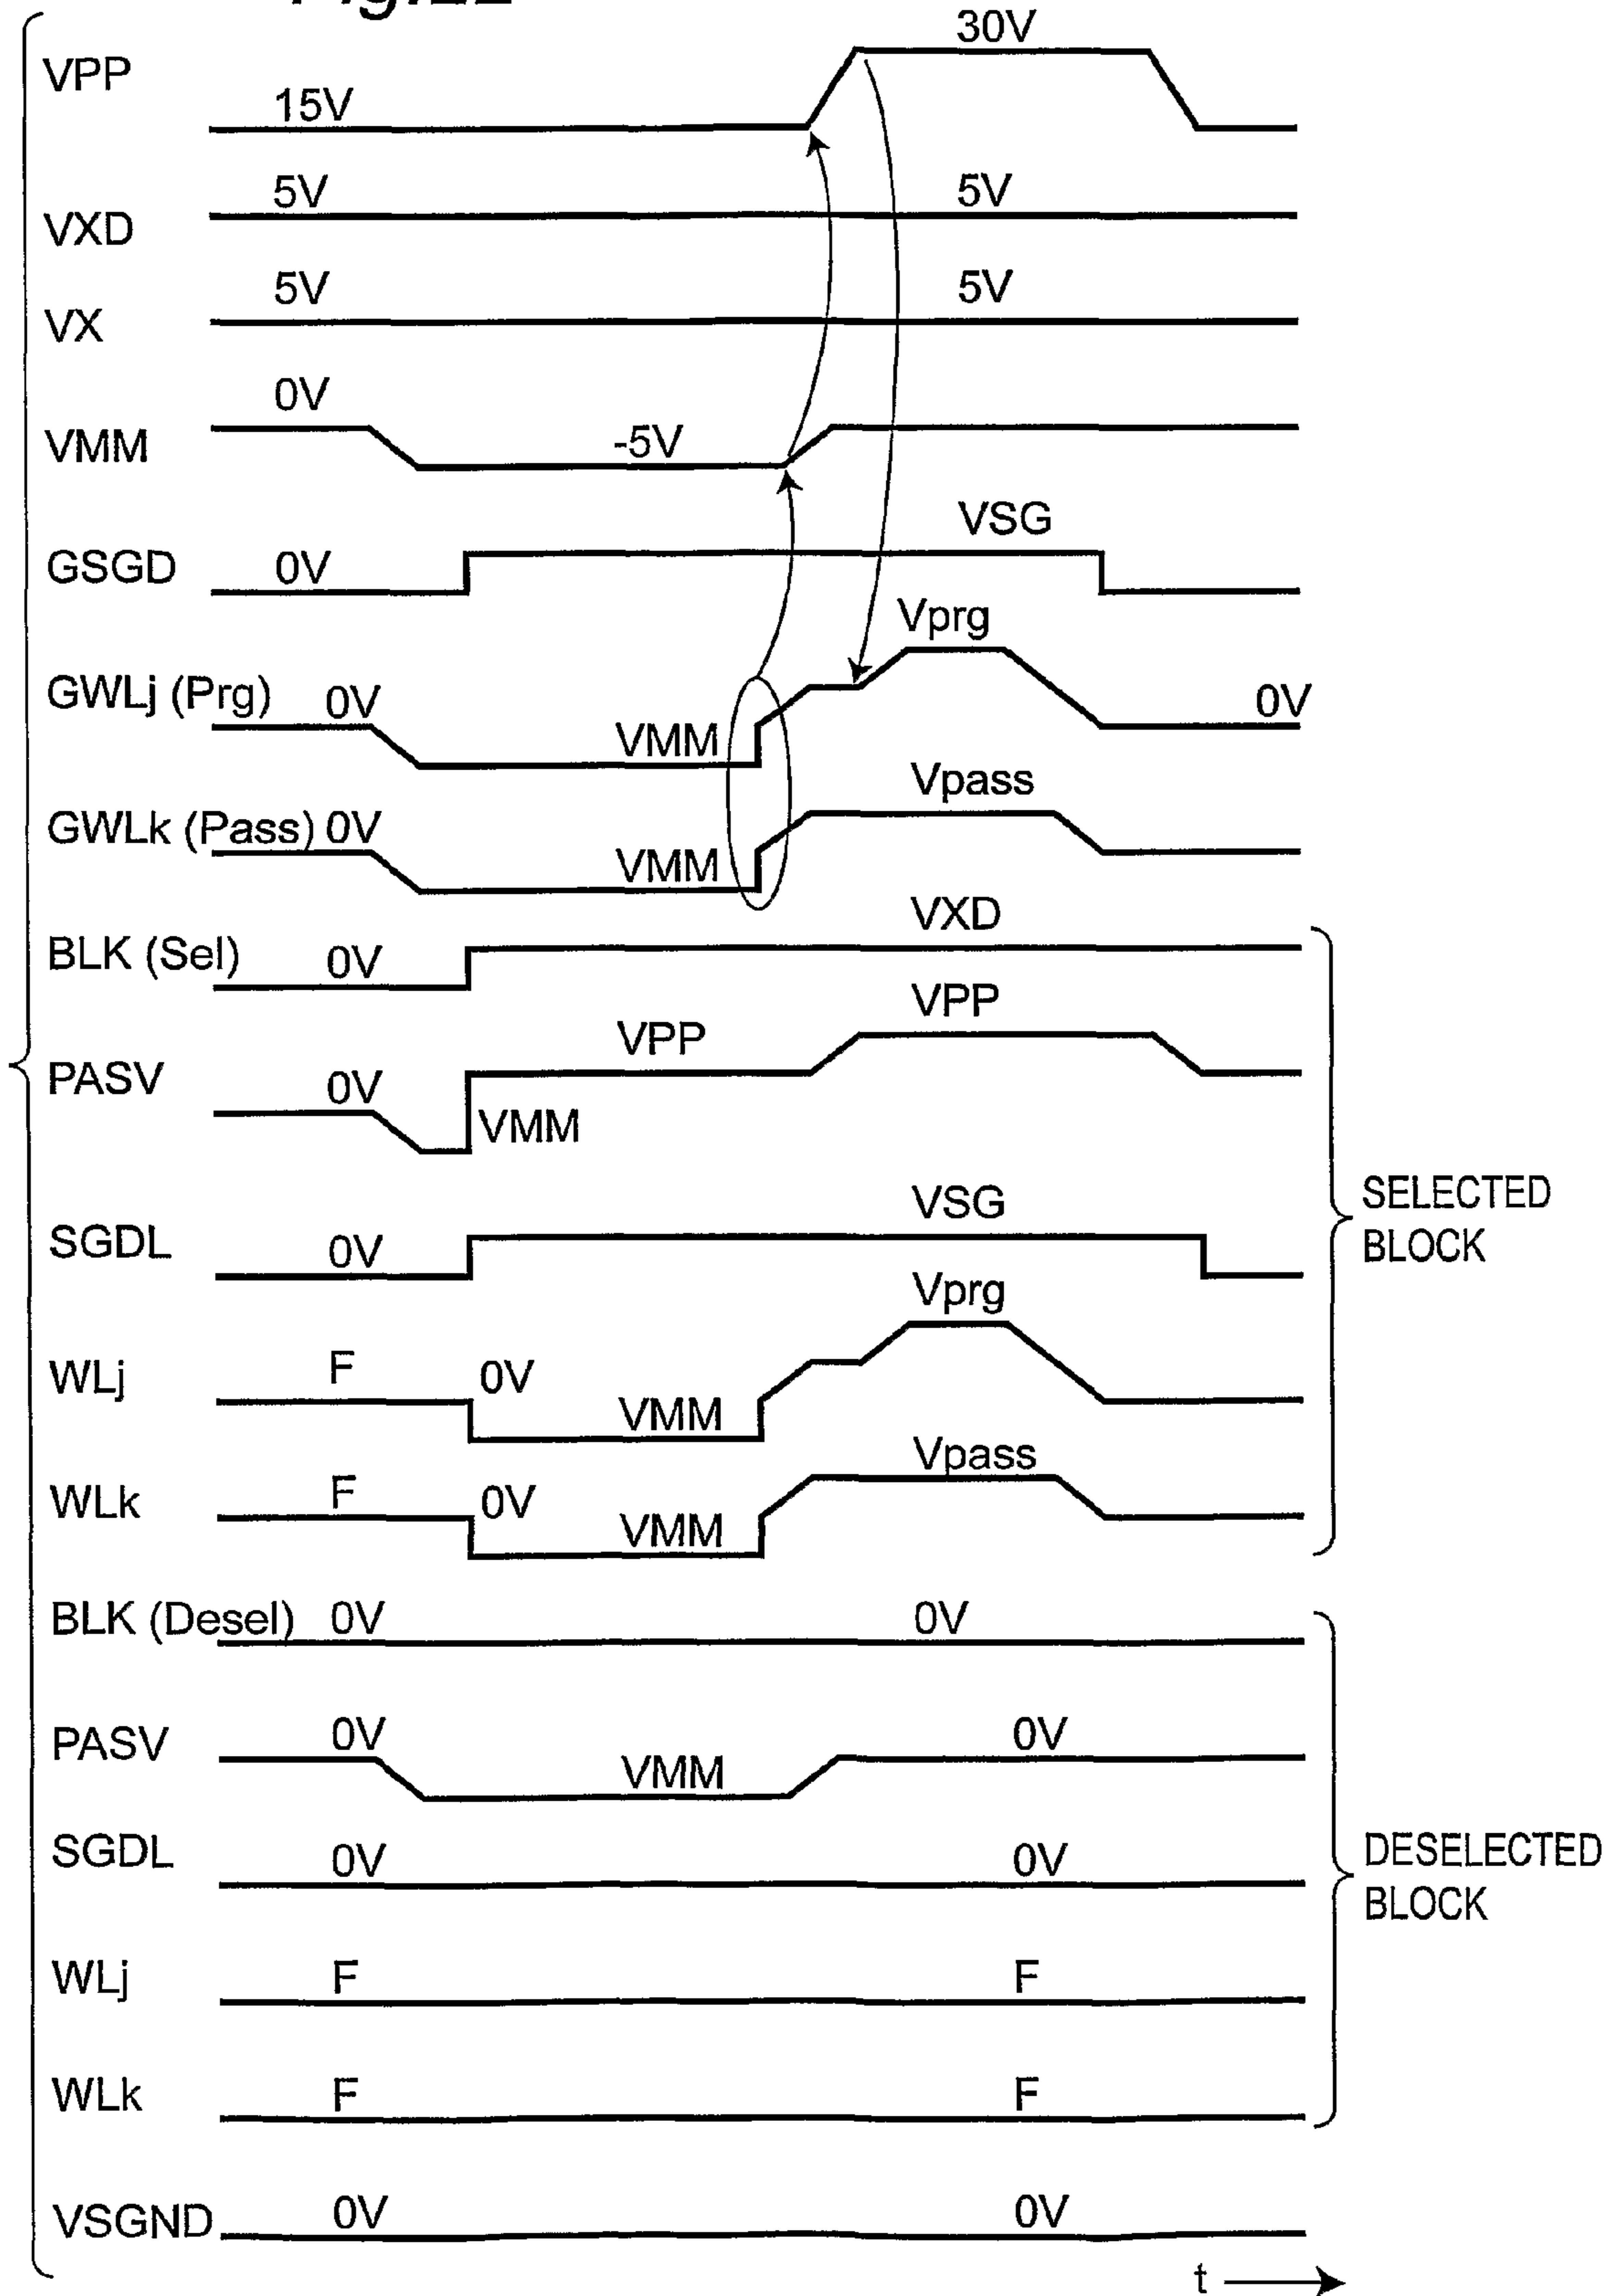 VPP 15V 30V
VXD 5V 5V
VX 5V 5V
VMM 0V -5V
GSGD 0V VSG
GWLj (Prg) 0V VMM Vprg 0V
GWLk (Pass) 0V VMM Vpass
BLK (Sel) 0V VXD
PASV 0V VMM VPP VPP
SGDL 0V VSG
WLj F 0V VMM Vprg
WLk F 0V VMM Vpass
SELECTED
BLOCK
BLK (Desel) 0V 0V
PASV 0V VMM 0V
SGDL 0V 0V
WLj F F
WLk F F
DESELECTED
BLOCK
VSGND 0V 0V
t